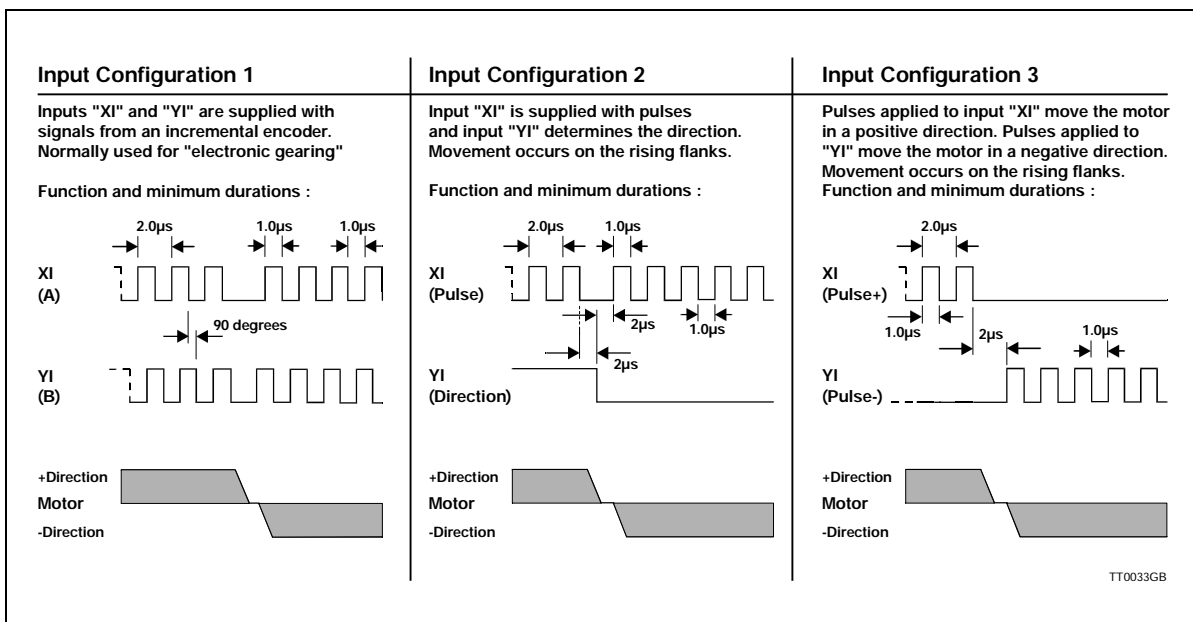 Input Configuration 1
Inputs "XI" and "YI" are supplied with
signals from an incremental encoder.
Normally used for "electronic gearing"
Function and minimum durations :
2.0µs
1.0µs
1.0µs
XI
(A)
90 degrees
YI
(B)
+Direction
Motor
-Direction
Input Configuration 2
Input "XI" is supplied with pulses
and input "YI" determines the direction.
Movement occurs on the rising flanks.
Function and minimum durations :
2.0µs
1.0µs
XI
(Pulse)
2µs
1.0µs
2µs
YI
(Direction)
+Direction
Motor
-Direction
Input Configuration 3
Pulses applied to input "XI" move the motor
in a positive direction. Pulses applied to
"YI" move the motor in a negative direction.
Movement occurs on the rising flanks.
Function and minimum durations :
2.0µs
XI
(Pulse+)
1.0µs
2µs
1.0µs
YI
(Pulse-)
+Direction
Motor
-Direction
TT0033GB